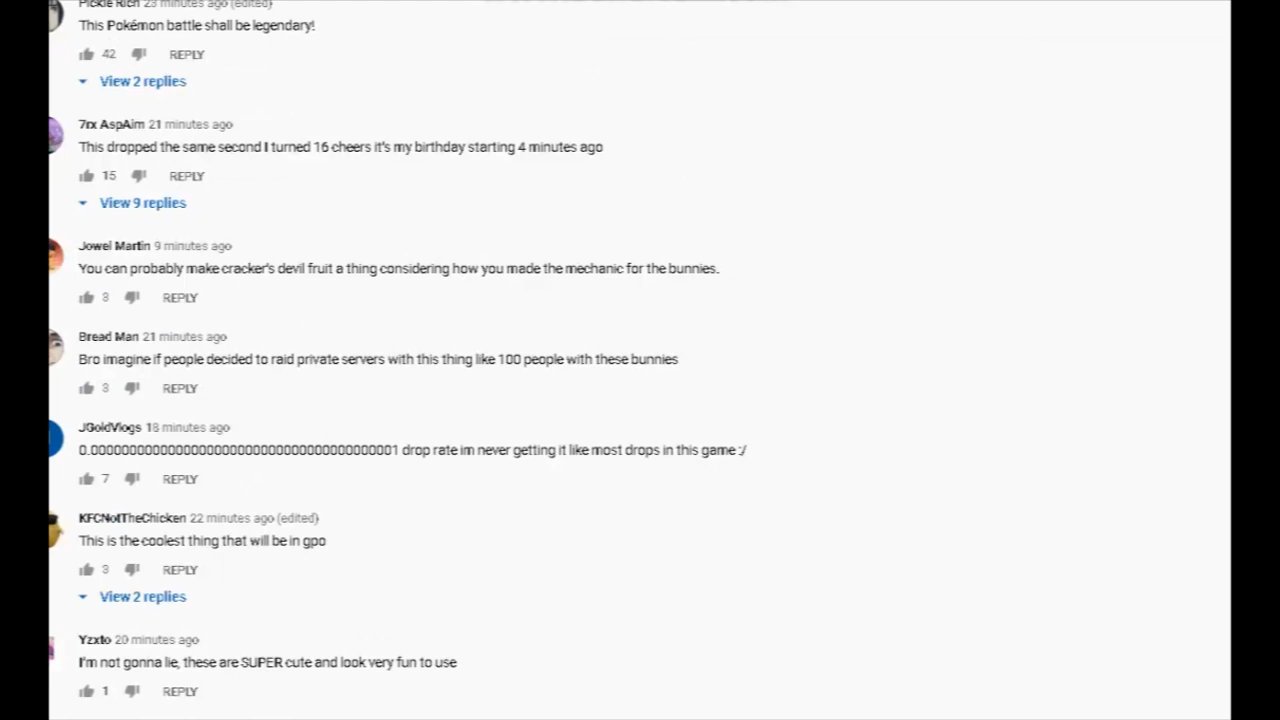 Pickle Rich 23 minutes ago (edited)
This Pokémon battle shall be legendary!
42 REPLY
View 2 replies
7rx AspAim 21 minutes ago
This dropped the same second I turned 16 cheers it's my birthday starting 4 minutes ago
15 REPLY
View 9 replies
Jowel Martin 9 minutes ago
You can probably make cracker's devil fruit a thing considering how you made the mechanic for the bunnies.
3 REPLY
Bread Man 21 minutes ago
Bro imagine if people decided to raid private servers with this thing like 100 people with these bunnies
3 REPLY
JGoldVlogs 18 minutes ago
0.0000000000000000000000000000000000000001 drop rate im never getting it like most drops in this game :/
7 REPLY
KFCNotTheChicken 22 minutes ago (edited)
This is the coolest thing that will be in gpo
3 REPLY
View 2 replies
Yzxto 20 minutes ago
I'm not gonna lie, these are SUPER cute and look very fun to use
1 REPLY